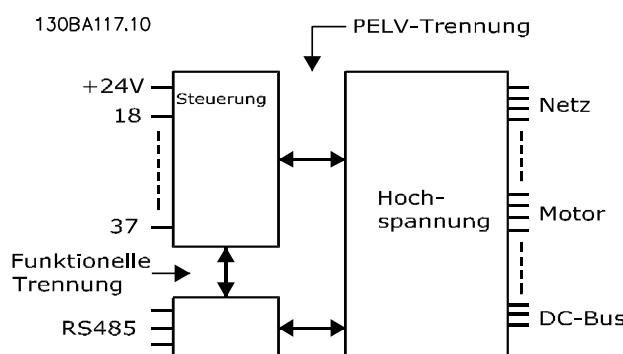 130BA117.10
PELV-Trennung
+24V
Steuerung
18
37
Hoch-
spannung
Netz
Motor
DC-Bus
Funktionelle
Trennung
RS485